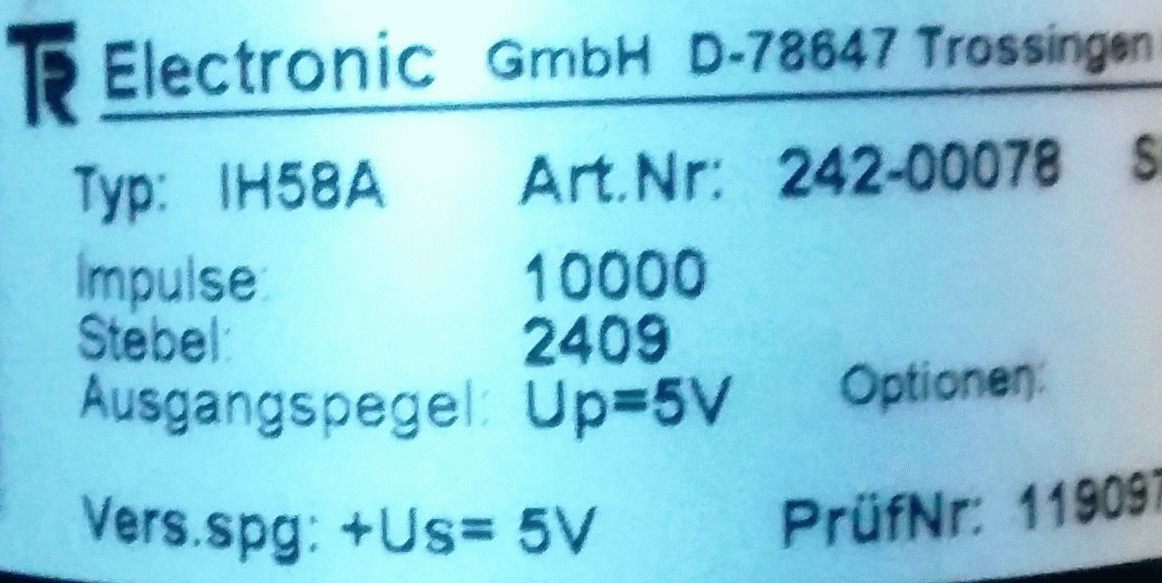 TR Electronic GmbH D-78647 Trossingen
Typ: IH58A Art.Nr: 242-00078
Impulse: 10000
Stebel: 2409
Ausgangspegel: Up=5V Optionen:
Vers.spg: +Us= 5V PrüfNr: 119097